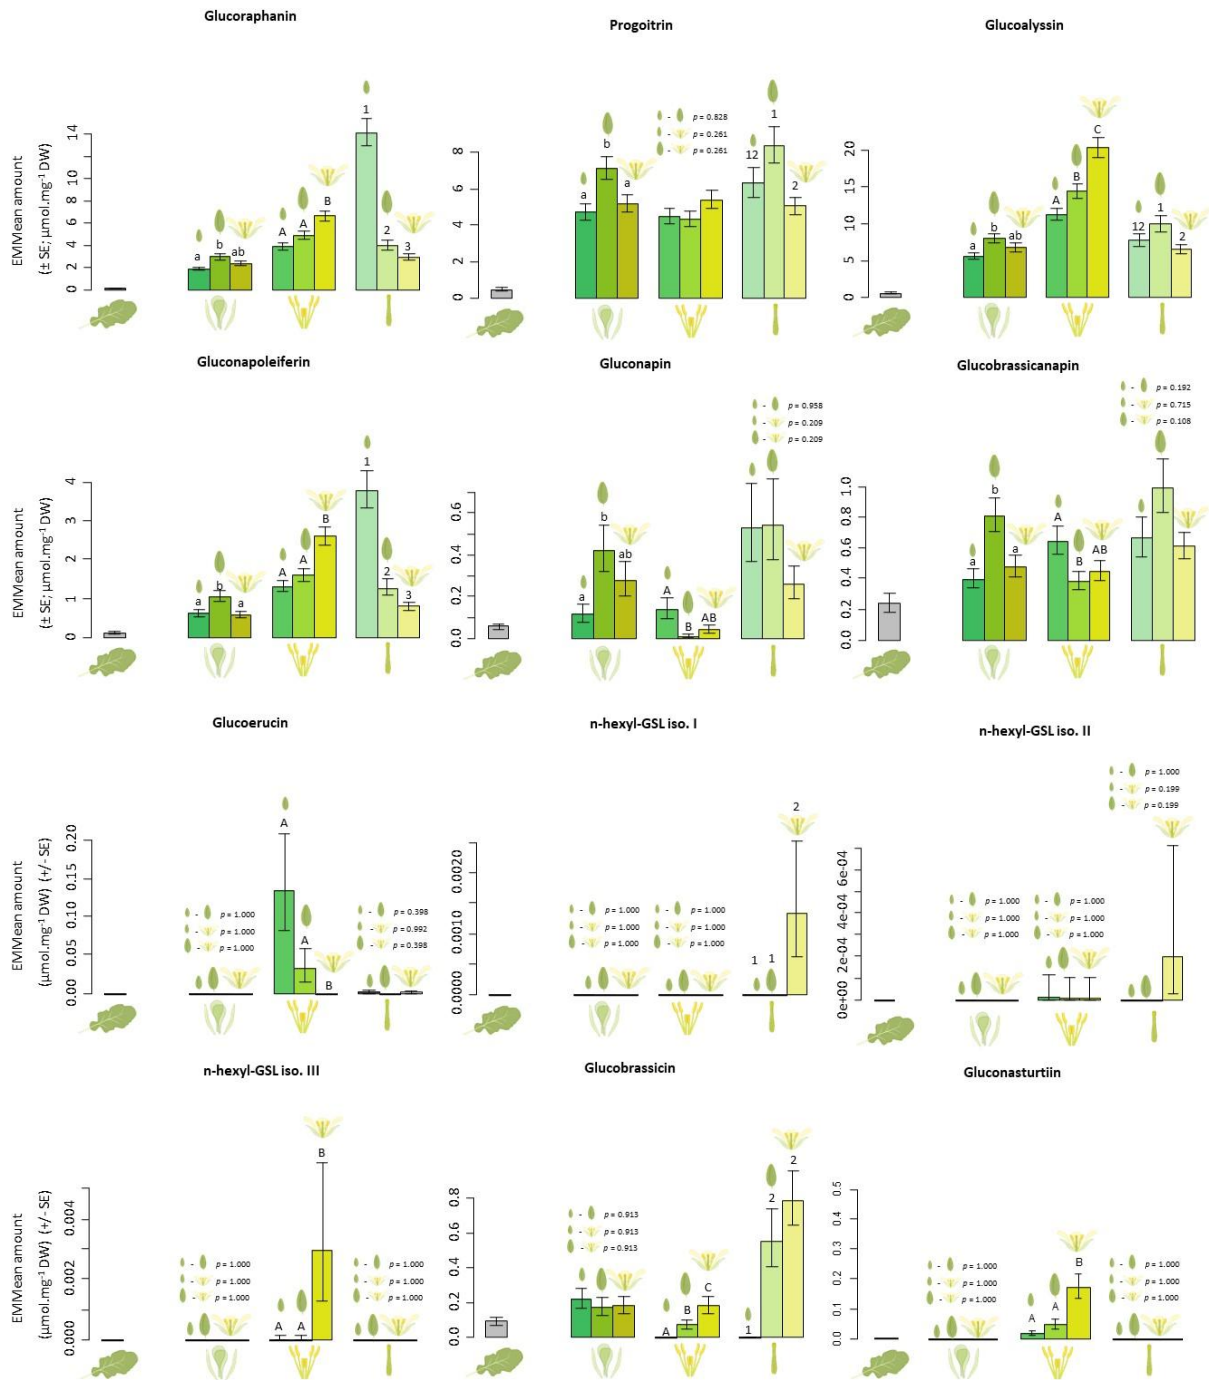 Glucoraphanin
Progoitrin
Glucoalyssin
EMMean amount
(± SE; µmol.mg⁻¹ DW)
14
10
8
6
4
2
0
a
b
ab
A
A
B
1
2
3
8
6
4
2
0
a
b
a
- p = 0.828
- p = 0.261
- p = 0.261
12
1
2
20
15
10
5
0
a
b
ab
A
B
C
12
1
2
Gluconapoleiferin
Gluconapin
Glucobrassicanapin
EMMean amount
(± SE; µmol.mg⁻¹ DW)
4
3
2
1
0
a
b
a
A
A
B
1
2
3
0.6
0.4
0.2
0.0
a
b
ab
A
B
AB
- p = 0.958
- p = 0.209
- p = 0.209
1.0
0.8
0.6
0.4
0.2
0.0
a
b
a
A
B
AB
- p = 0.192
- p = 0.715
- p = 0.108
Glucoerucin
n-hexyl-GSL iso. I
n-hexyl-GSL iso. II
EMMean amount
(µmol.mg⁻¹ DW) (+/- SE)
0.20
0.15
0.10
0.05
0.00
- p = 1.000
- p = 1.000
- p = 1.000
A
A
B
- p = 0.398
- p = 0.992
- p = 0.398
0.0020
0.0010
0.0000
- p = 1.000
- p = 1.000
- p = 1.000
- p = 1.000
- p = 1.000
- p = 1.000
1
1
2
6e-04
4e-04
2e-04
0e+00
- p = 1.000
- p = 1.000
- p = 1.000
- p = 1.000
- p = 1.000
- p = 1.000
- p = 1.000
- p = 0.199
- p = 0.199
n-hexyl-GSL iso. III
Glucobrassicin
Gluconasturtiin
EMMean amount
(µmol.mg⁻¹ DW) (+/- SE)
0.004
0.002
0.000
- p = 1.000
- p = 1.000
- p = 1.000
A
A
B
- p = 1.000
- p = 1.000
- p = 1.000
0.8
0.6
0.4
0.2
0.0
- p = 0.913
- p = 0.913
- p = 0.913
A
B
C
1
2
2
0.5
0.4
0.3
0.2
0.1
0.0
- p = 1.000
- p = 1.000
- p = 1.000
A
A
B
- p = 1.000
- p = 1.000
- p = 1.000